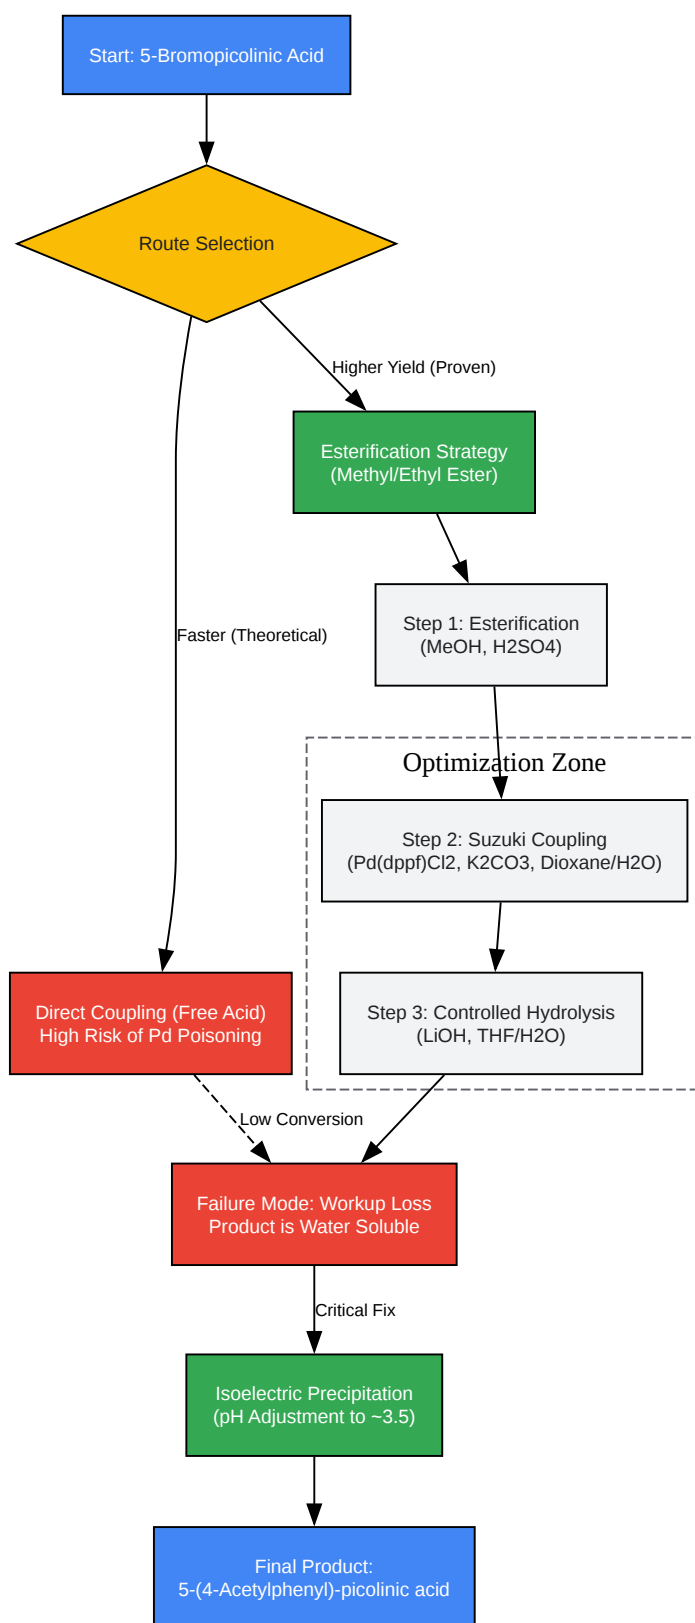 Start: 5-Bromopicolinic Acid
Route Selection
Higher Yield (Proven)
Esterification Strategy
(Methyl/Ethyl Ester)
Step 1: Esterification
(MeOH, H2SO4)
Faster (Theoretical)
Optimization Zone
Step 2: Suzuki Coupling
(Pd(dppf)Cl2, K2CO3, Dioxane/H2O)
Direct Coupling (Free Acid)
High Risk of Pd Poisoning
Step 3: Controlled Hydrolysis
(LiOH, THF/H2O)
Low Conversion
Failure Mode: Workup Loss
Product is Water Soluble
Critical Fix
Isoelectric Precipitation
(pH Adjustment to ~3.5)
Final Product:
5-(4-Acetylphenyl)-picolinic acid